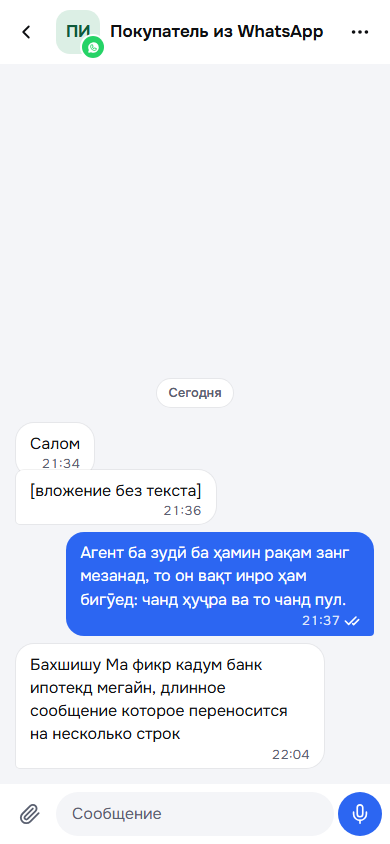 ПИ
Покупатель из WhatsApp
Сегодня
Салом
21:34
[вложение без текста]
21:36
Агент ба зудӣ ба ҳамин рақам занг
мезанад, то он вақт инро ҳам
бигӯед: чанд ҳуҷра ва то чанд пул.
21:37
Бахшишу Ма фикр кадум банк
ипотекд мегайн, длинное
сообщение которое переносится
на несколько строк
22:04
Сообщение